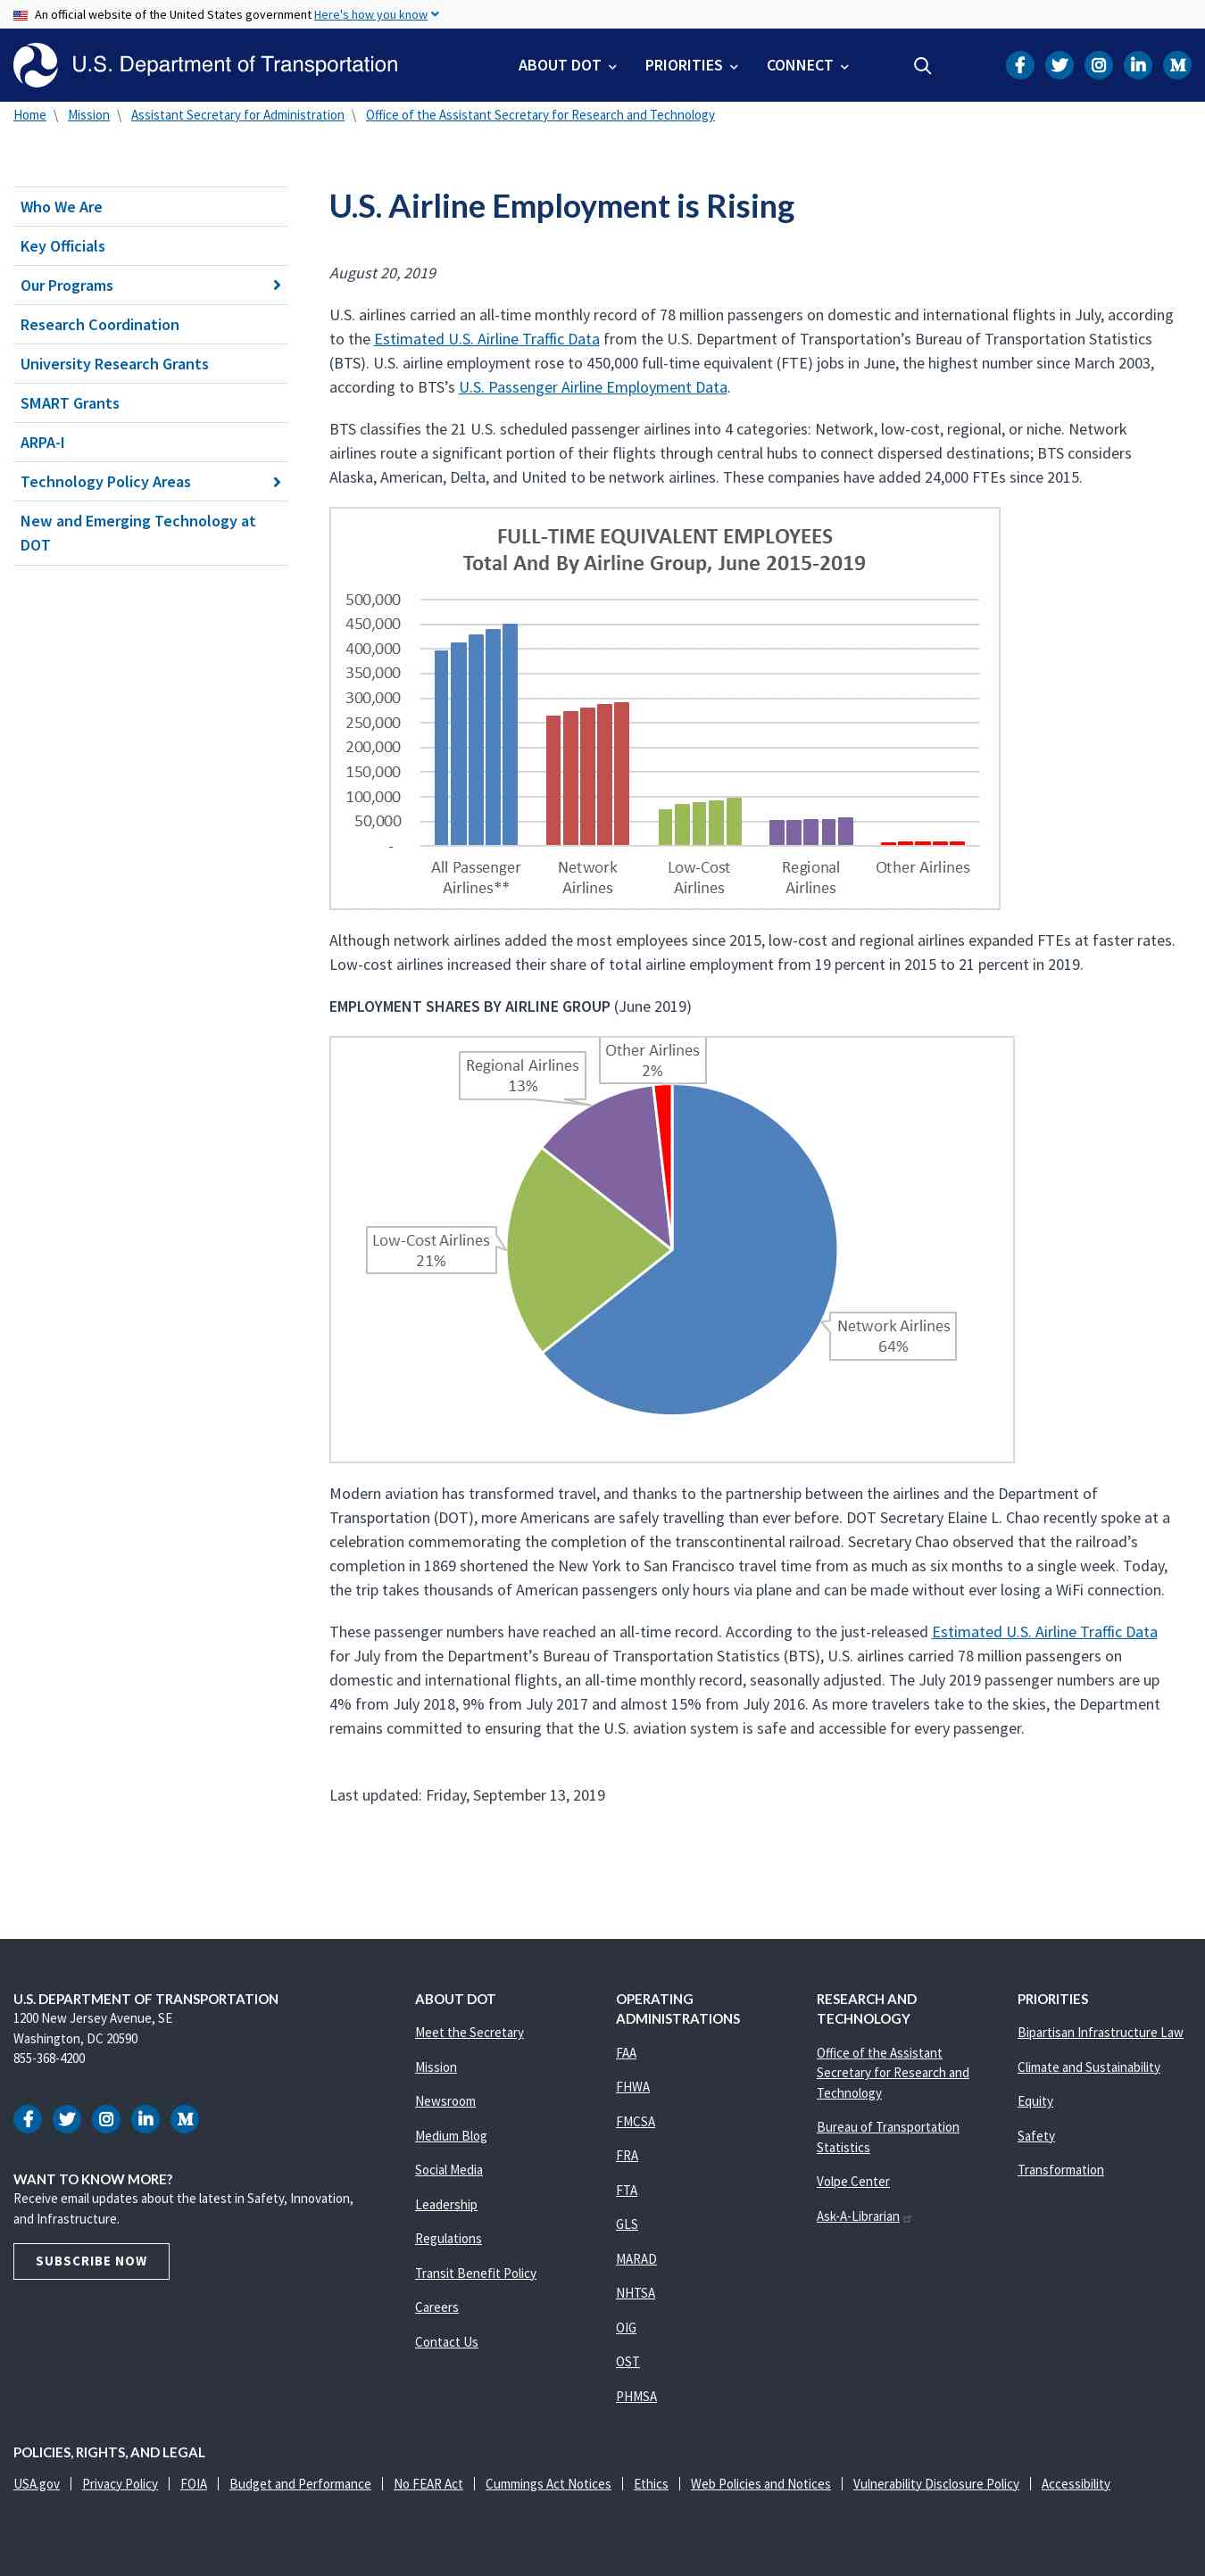 An official website of the United States government Here's how you know
U.S. Department of Transportation
ABOUT DOT
PRIORITIES
CONNECT
Home \ Mission \ Assistant Secretary for Administration \ Office of the Assistant Secretary for Research and Technology
Who We Are
Key Officials
Our Programs
Research Coordination
University Research Grants
SMART Grants
ARPA-I
Technology Policy Areas
New and Emerging Technology at
DOT
U.S. Airline Employment is Rising
August 20, 2019
U.S. airlines carried an all-time monthly record of 78 million passengers on domestic and international flights in July, according
to the Estimated U.S. Airline Traffic Data from the U.S. Department of Transportation’s Bureau of Transportation Statistics
(BTS). U.S. airline employment rose to 450,000 full-time equivalent (FTE) jobs in June, the highest number since March 2003,
according to BTS’s U.S. Passenger Airline Employment Data.
BTS classifies the 21 U.S. scheduled passenger airlines into 4 categories: Network, low-cost, regional, or niche. Network
airlines route a significant portion of their flights through central hubs to connect dispersed destinations; BTS considers
Alaska, American, Delta, and United to be network airlines. These companies have added 24,000 FTEs since 2015.
FULL-TIME EQUIVALENT EMPLOYEES
Total And By Airline Group, June 2015-2019
500,000
450,000
400,000
350,000
300,000
250,000
200,000
150,000
100,000
50,000
-
All Passenger
Airlines**
Network
Airlines
Low-Cost
Airlines
Regional
Airlines
Other Airlines
Although network airlines added the most employees since 2015, low-cost and regional airlines expanded FTEs at faster rates.
Low-cost airlines increased their share of total airline employment from 19 percent in 2015 to 21 percent in 2019.
EMPLOYMENT SHARES BY AIRLINE GROUP (June 2019)
Other Airlines
2%
Regional Airlines
13%
Low-Cost Airlines
21%
Network Airlines
64%
Modern aviation has transformed travel, and thanks to the partnership between the airlines and the Department of
Transportation (DOT), more Americans are safely travelling than ever before. DOT Secretary Elaine L. Chao recently spoke at a
celebration commemorating the completion of the transcontinental railroad. Secretary Chao observed that the railroad’s
completion in 1869 shortened the New York to San Francisco travel time from as much as six months to a single week. Today,
the trip takes thousands of American passengers only hours via plane and can be made without ever losing a WiFi connection.
These passenger numbers have reached an all-time record. According to the just-released Estimated U.S. Airline Traffic Data
for July from the Department’s Bureau of Transportation Statistics (BTS), U.S. airlines carried 78 million passengers on
domestic and international flights, an all-time monthly record, seasonally adjusted. The July 2019 passenger numbers are up
4% from July 2018, 9% from July 2017 and almost 15% from July 2016. As more travelers take to the skies, the Department
remains committed to ensuring that the U.S. aviation system is safe and accessible for every passenger.
Last updated: Friday, September 13, 2019
U.S. DEPARTMENT OF TRANSPORTATION
1200 New Jersey Avenue, SE
Washington, DC 20590
855-368-4200
WANT TO KNOW MORE?
Receive email updates about the latest in Safety, Innovation,
and Infrastructure.
SUBSCRIBE NOW
ABOUT DOT
Meet the Secretary
Mission
Newsroom
Medium Blog
Social Media
Leadership
Regulations
Transit Benefit Policy
Careers
Contact Us
OPERATING
ADMINISTRATIONS
FAA
FHWA
FMCSA
FRA
FTA
GLS
MARAD
NHTSA
OIG
OST
PHMSA
RESEARCH AND
TECHNOLOGY
Office of the Assistant
Secretary for Research and
Technology
Bureau of Transportation
Statistics
Volpe Center
Ask-A-Librarian
PRIORITIES
Bipartisan Infrastructure Law
Climate and Sustainability
Equity
Safety
Transformation
POLICIES, RIGHTS, AND LEGAL
USA.gov | Privacy Policy | FOIA | Budget and Performance | No FEAR Act | Cummings Act Notices | Ethics | Web Policies and Notices | Vulnerability Disclosure Policy | Accessibility